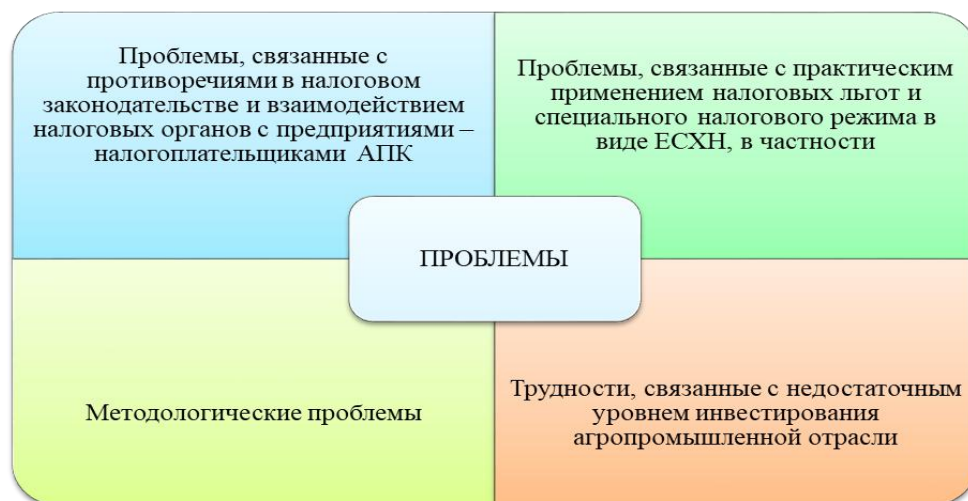 Проблемы, связанные с
противоречиями в налоговом
законодательстве и взаимодействием
налоговых органов с предприятиями –
налогоплательщиками АПК
Проблемы, связанные с практическим
применением налоговых льгот и
специального налогового режима в
виде ЕСХН, в частности
ПРОБЛЕМЫ
Методологические проблемы
Трудности, связанные с недостаточным
уровнем инвестирования
агропромышленной отрасли